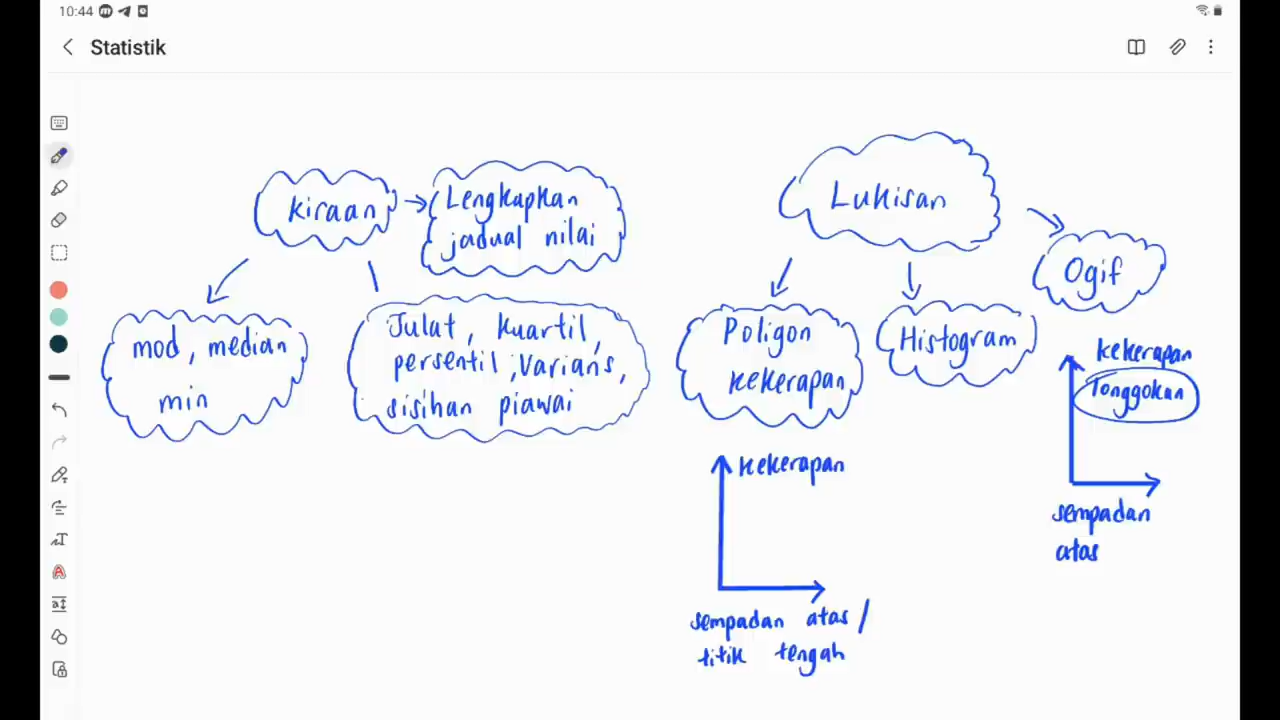 10:44
Statistik
kiraan
Lengkapkan
jadual nilai
mod, median
min
Julat, kuartil,
persentil, varians,
sisihan piawai
Lukisan
Poligon
kekerapan
Histogram
Ogif
kekerapan
Tonggokan
sempadan
atas
kekerapan
sempadan atas /
titik tengah